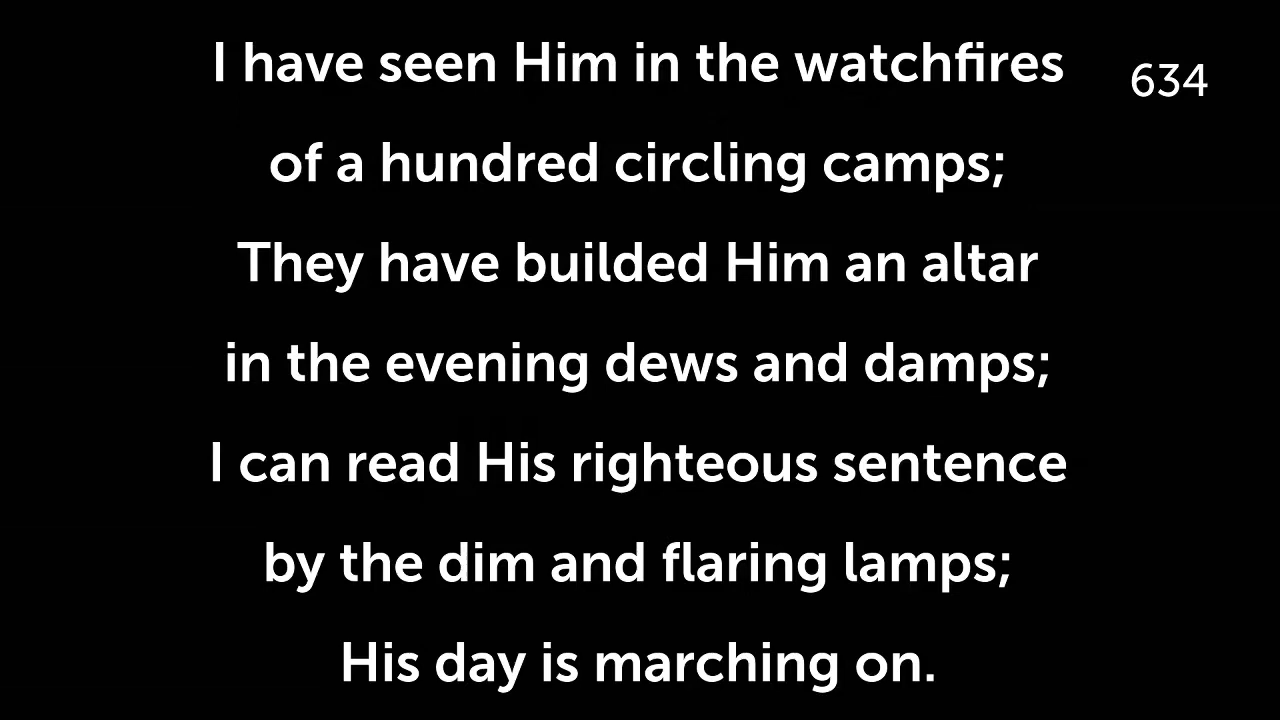 I have seen Him in the watchfires
634
of a hundred circling camps;
They have builded Him an altar
in the evening dews and damps;
I can read His righteous sentence
by the dim and flaring lamps;
His day is marching on.